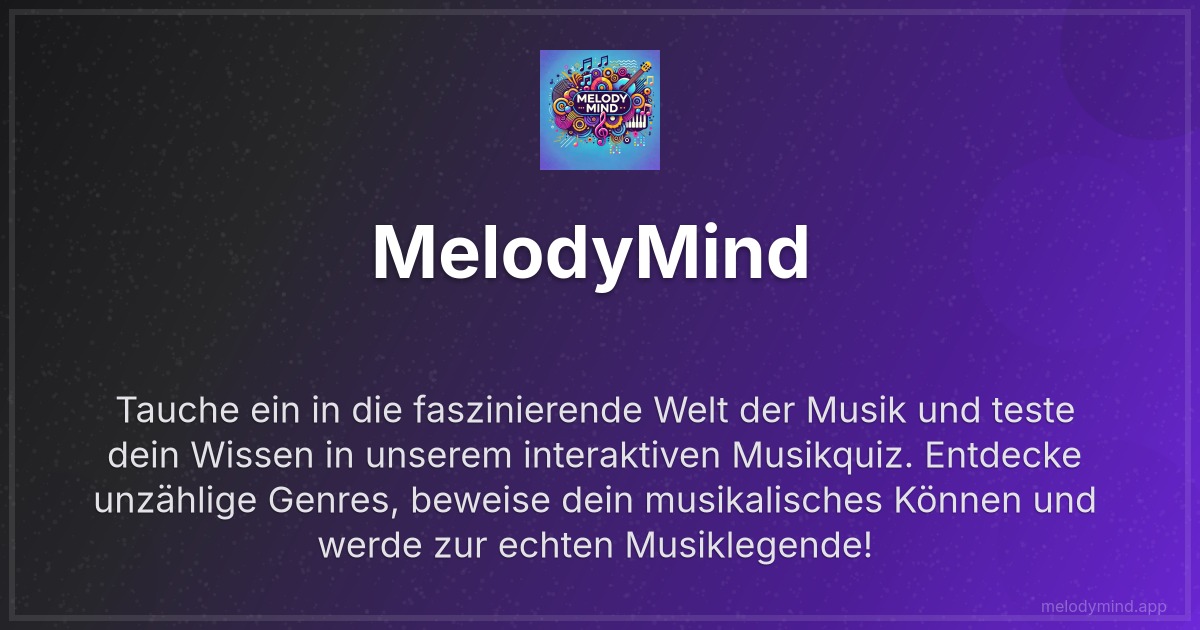 MELODY
MIND
MelodyMind
Tauche ein in die faszinierende Welt der Musik und teste
dein Wissen in unserem interaktiven Musikquiz. Entdecke
unzählige Genres, beweise dein musikalisches Können und
werde zur echten Musiklegende!
melodymind.app